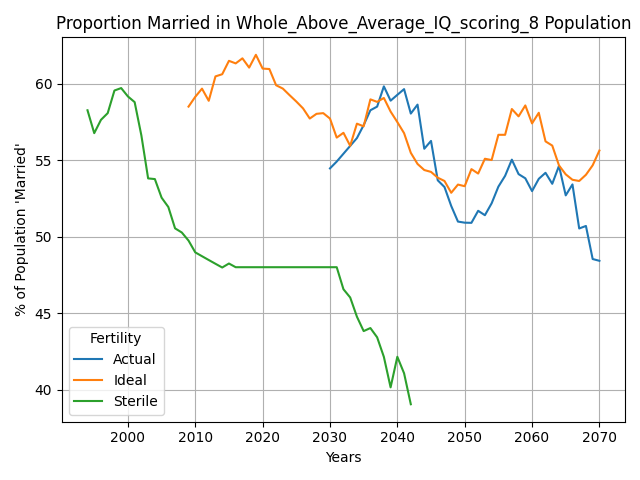 Proportion Married in Whole_Above_Average_IQ_scoring_8 Population
% of Population 'Married'
60
55
50
45
40
Fertility
Actual
Ideal
Sterile
2000 2010 2020 2030 2040 2050 2060 2070
Years